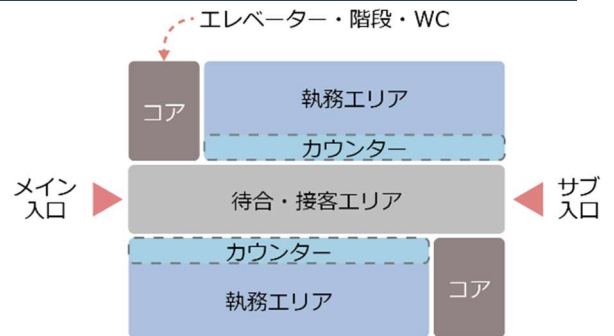 エレベーター・階段・WC
コア
執務エリア
カウンター
メイン
入口
待合・接客エリア
サブ
入口
カウンター
執務エリア
コア